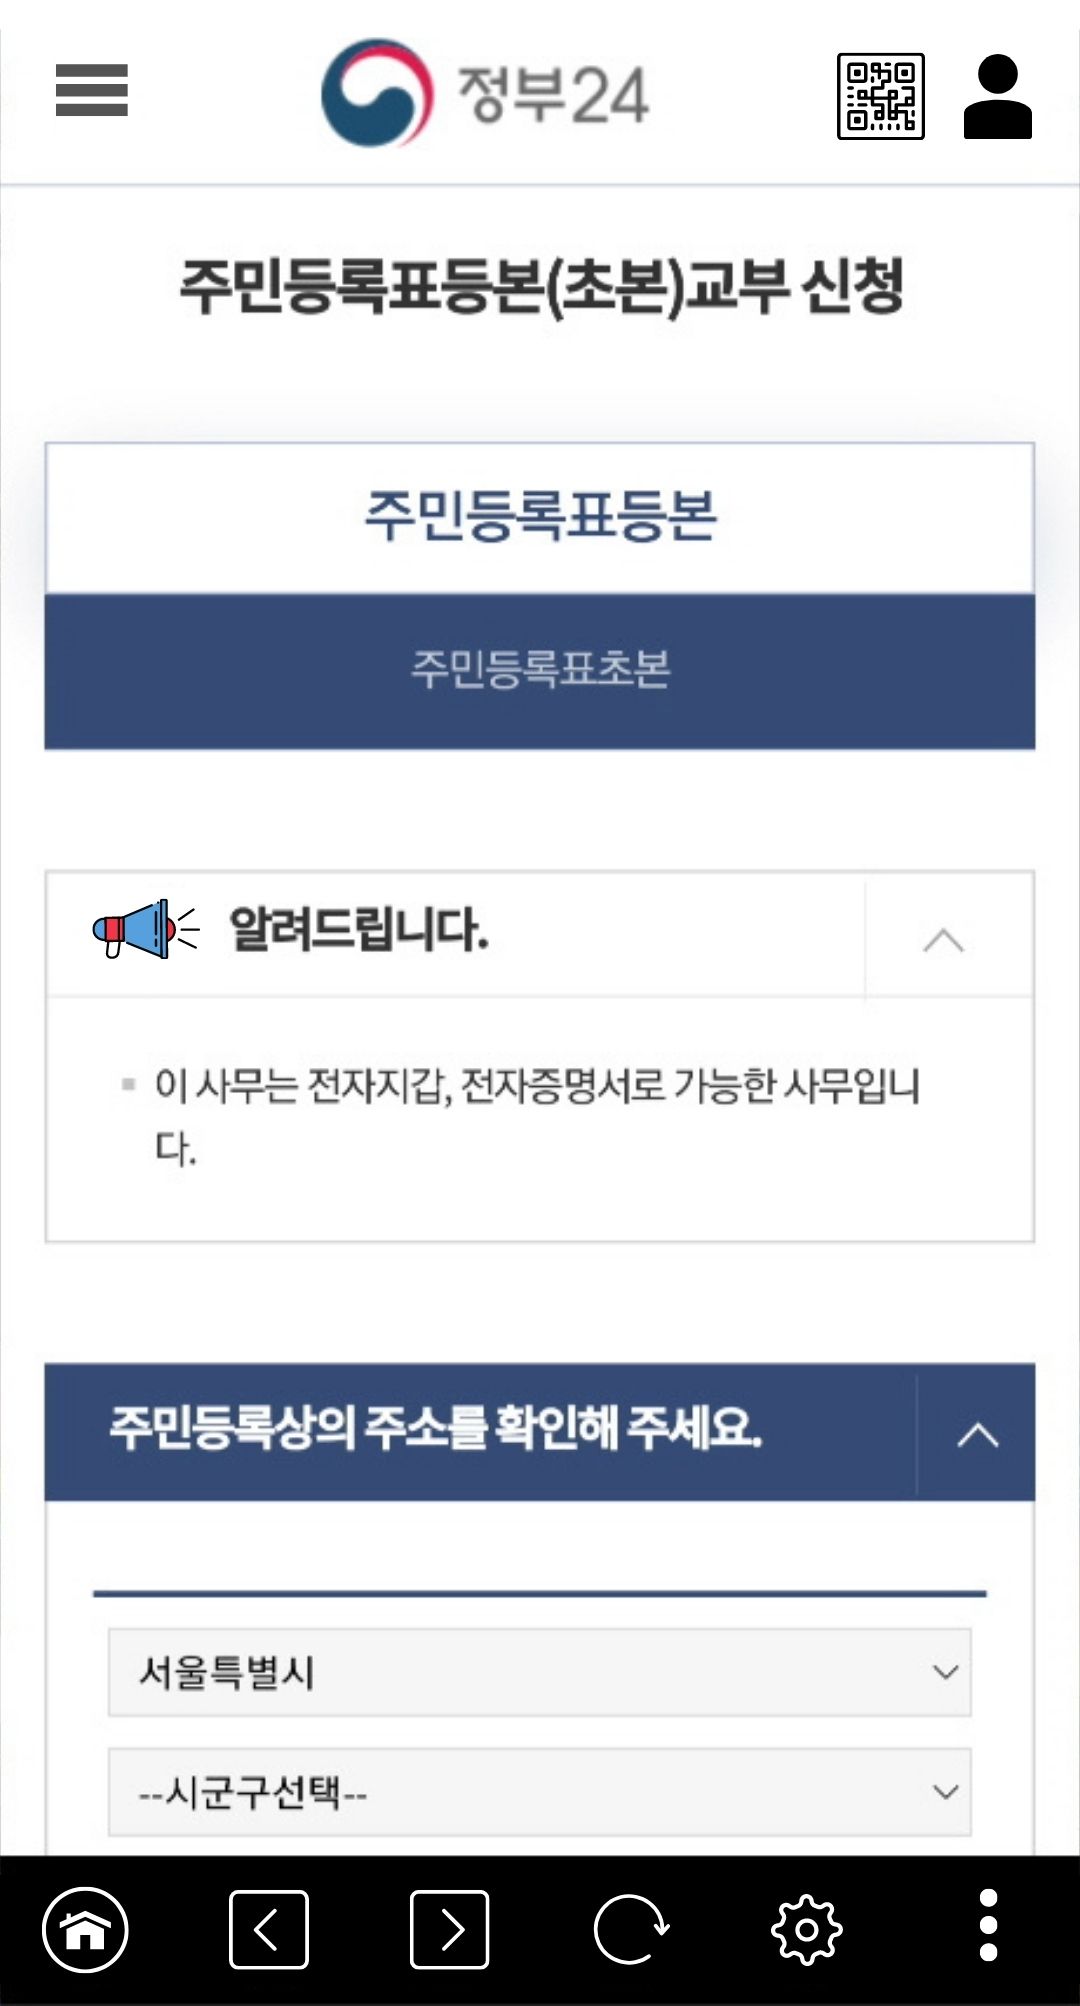 정부24
주민등록표등본(초본)교부 신청
주민등록표등본
주민등록표초본
알려드립니다.
이 사무는 전자지갑, 전자증명서로 가능한 사무입니
다.
주민등록상의 주소를 확인해 주세요.
서울특별시
--시군구선택--